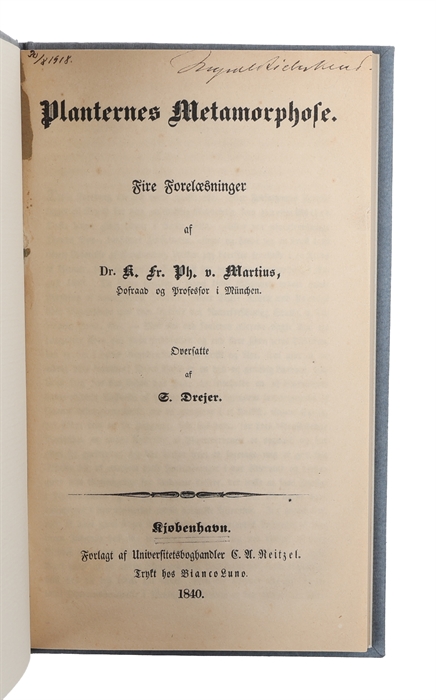 Planternes Metamorphose.
Fire Forelæsninger
af
Dr. K. Fr. Ph. v. Martius,
Hofraad og Professor i München.
Oversatte
af
S. Drejer.
Kjøbenhavn.
Forlagt af Universitetsboghandler C. A. Reitzel.
Trykt hos Bianco Luno.
1840.